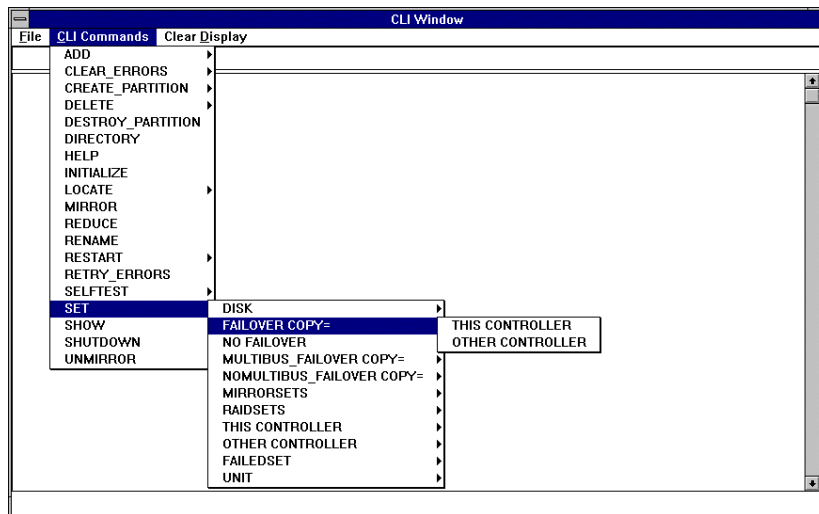 CLI Window
File CLI Commands Clear Display
ADD
CLEAR_ERRORS
CREATE_PARTITION
DELETE
DESTROY_PARTITION
DIRECTORY
HELP
INITIALIZE
LOCATE
MIRROR
REDUCE
RENAME
RESTART
RETRY_ERRORS
SELFTEST
SET
SHOW
SHUTDOWN
UNMIRROR
DISK
FAILOVER COPY=
NO FAILOVER
MULTIBUS_FAILOVER COPY=
NOMULTIBUS_FAILOVER COPY=
MIRRORSETS
RAIDSETS
THIS CONTROLLER
OTHER CONTROLLER
FAILEDSET
UNIT
THIS CONTROLLER
OTHER CONTROLLER